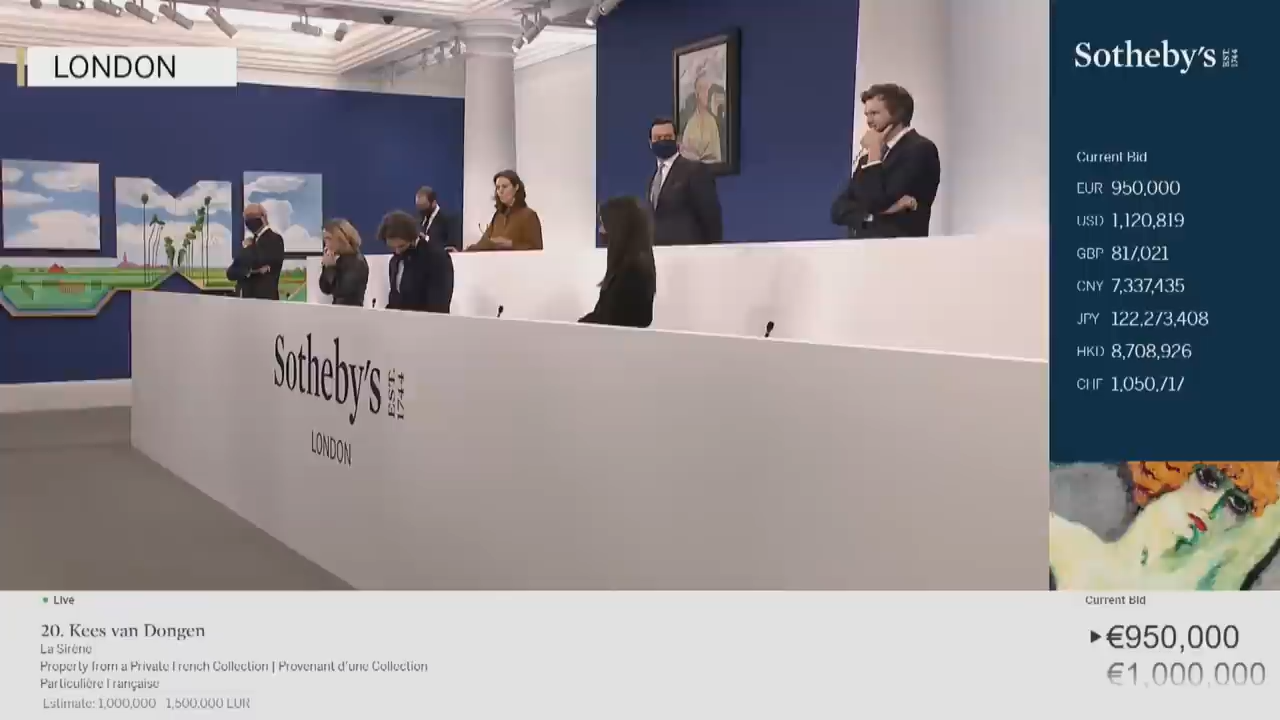 LONDON
Sotheby's EST. 1744
Current Bid
EUR 950,000
USD 1,120,819
GBP 817,021
CNY 7,337,435
JPY 122,273,408
HKD 8,708,926
CHF 1,050,717
Sotheby's EST. 1744
LONDON
Live
20. Kees van Dongen
La Sirène
Property from a Private French Collection | Provenant d'une Collection
Particulière Française
Estimate: 1,000,000 - 1,500,000 EUR
Current Bid
€950,000
€1,000,000